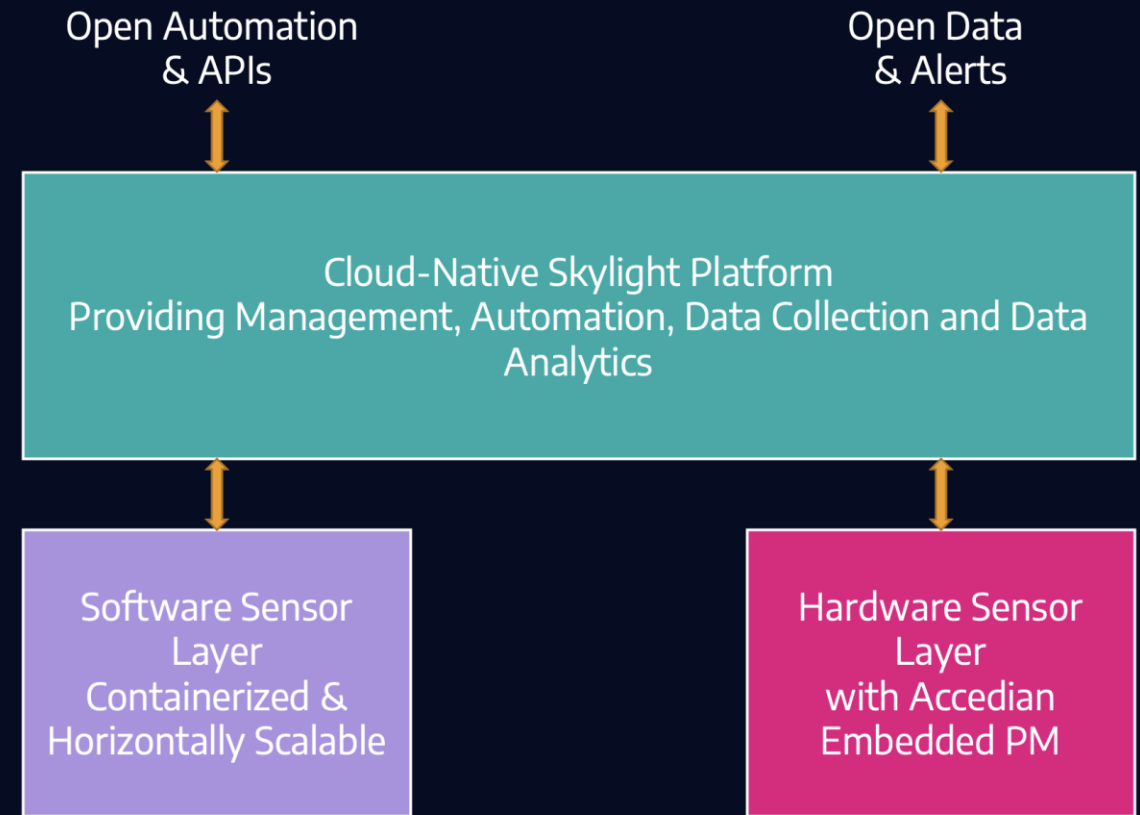 Open Automation
& APIs
Open Data
& Alerts
Cloud-Native Skylight Platform
Providing Management, Automation, Data Collection and Data
Analytics
Software Sensor
Layer
Containerized &
Horizontally Scalable
Hardware Sensor
Layer
with Accedian
Embedded PM